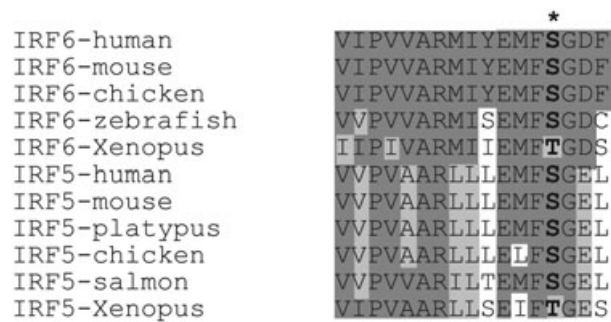 *
IRF6-human VIPVVARMIYEMFSGDF
IRF6-mouse VIPVVARMIYEMFSGDF
IRF6-chicken VIPVVARMIYEMFSGDF
IRF6-zebrafish VVPVVARMISEMFSGDC
IRF6-Xenopus IIPIVARMIIEMFTGDS
IRF5-human VVPVAARLLLEMFSGEL
IRF5-mouse VVPVAARLLLEMFSGEL
IRF5-platypus VVPVAARLLLEMFSGEL
IRF5-chicken VVPVAARLLLELFSGEL
IRF5-salmon VVPVVARILTEMFSGEL
IRF5-Xenopus VIPVAARLLSEIFTGES